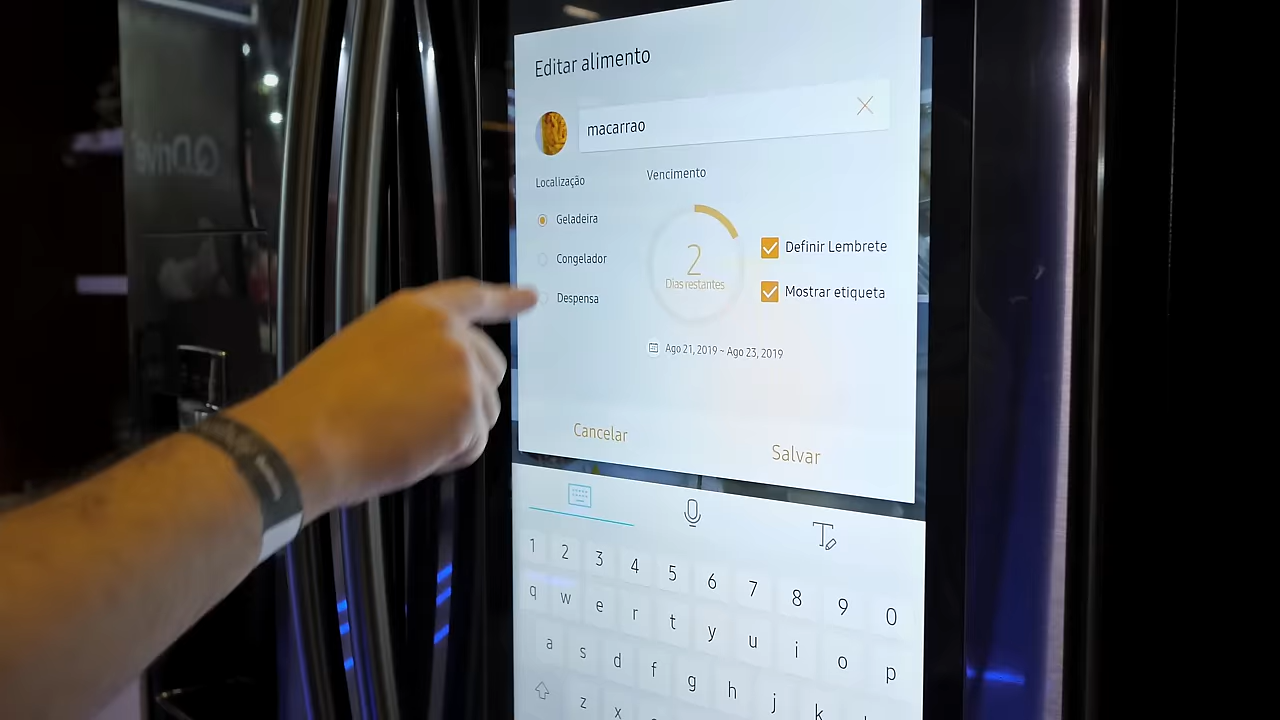 Editar alimento
macarrao
Localização
Vencimento
Geladeira
Congelador
Despensa
2
Dias restantes
Definir Lembrete
Mostrar etiqueta
Ago 21, 2019 ~ Ago 23, 2019
Cancelar
Salvar
1 2 3 4 5 6 7 8 9 0
q w e r t y u i o p
a s d f g h j k l
z x
Q.Drive